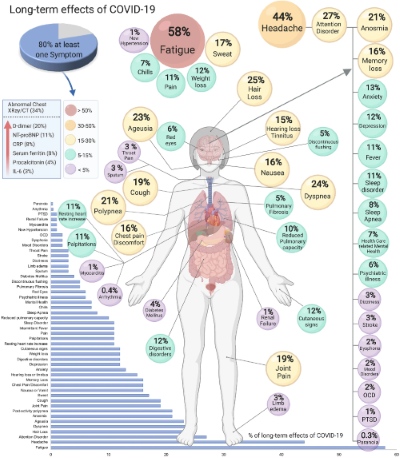 Long-term effects of COVID-19
80% at least
one Symptom
Abnormal Chest
XRay/CT (34%)
D-dimer (20%)
NT-proBNP (11%)
CRP (8%)
Serum ferritin (8%)
Procalcitonin (4%)
IL-6 (3%)
> 50%
30-50%
15-30%
5-15%
< 5%
1%
New
Hypertension
58%
Fatigue
17%
Sweat
7%
Chills
11%
Pain
12%
Weight
loss
44%
Headache
27%
Attention
Disorder
21%
Anosmia
16%
Memory
loss
13%
Anxiety
12%
Depression
11%
Fever
11%
Sleep
disorder
8%
Sleep
Apnea
7%
Health Care
related Mental
Health
6%
Psychiatric
illness
3%
Dizziness
3%
Stroke
2%
Dysphoria
2%
Mood
Disorders
2%
OCD
1%
PTSD
0.3%
Paranoia
25%
Hair
Loss
23%
Ageusia
6%
Red
eyes
15%
Hearing loss
Tinnitus
5%
Discontinuous
flushing
3%
Throat
Pain
3%
Sputum
19%
Cough
16%
Nausea
24%
Dyspnea
21%
Polypnea
5%
Pulmonary
Fibrosis
11%
Resting heart
rate increase
11%
Palpitations
16%
Chest pain
Discomfort
10%
Reduced
Pulmonary
capacity
1%
Myocarditis
0.4%
Arrhythmia
4%
Diabetes
Mellitus
1%
Renal
Failure
12%
Cutaneous
signs
12%
Digestive
disorders
19%
Joint
Pain
3%
Limb
edema
Paranoia
Arrhythmia
PTSD
Renal Failure
Myocarditis
New Hypertension
OCD
Dysphoria
Mood Disorders
Throat Pain
Stroke
Dizziness
Limb edema
Sputum
Diabetes Mellitus
Discontinuous flushing
Pulmonary Fibrosis
Red Eyes
Psychiatric illness
Mental Health
Chills
Sleep Apnea
Reduced pulmonary capacity
Sleep Disorder
Intermittent Fever
Pain
Palpitations
Resting heart rate increase
Cutaneous signs
Weight loss
Digestive disorders
Depression
Anxiety
Hearing loss or tinnitus
Memory loss
Chest Pain/Discomfort
Nausea or Vomit
Sweat
Cough
Joint Pain
Anosmia
Ageusia
Dyspnea
Hair Loss
Attention Disorder
Headache
Fatigue
% of long-term effects of COVID-19
0
10
20
30
40
50
60